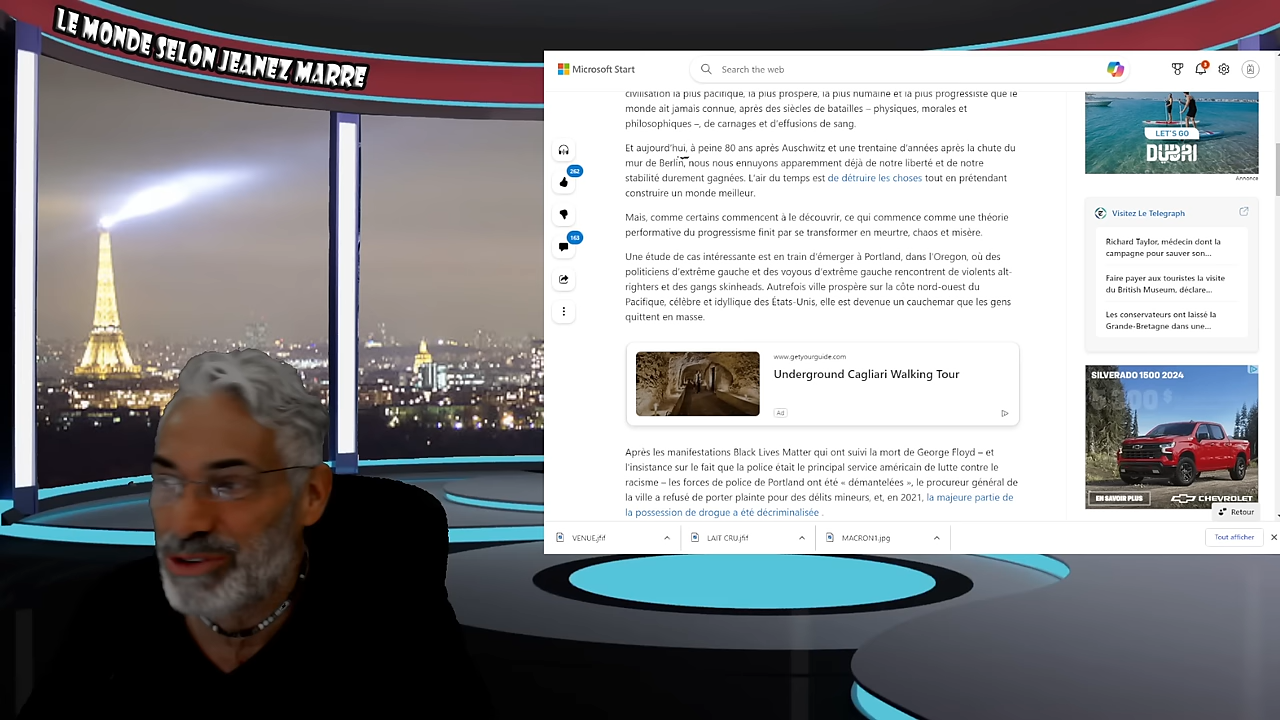 LE MONDE SELON JEANEZ MARRE
Microsoft Start
Search the web
civilisation la plus pacifique, la plus prospère, la plus humaine et la plus progressiste que le
monde ait jamais connue, après des siècles de batailles – physiques, morales et
philosophiques –, de carnages et d'effusions de sang.
Et aujourd'hui, à peine 80 ans après Auschwitz et une trentaine d'années après la chute du
mur de Berlin, nous nous ennuyons apparemment déjà de notre liberté et de notre
stabilité durement gagnées. L'air du temps est de détruire les choses tout en prétendant
construire un monde meilleur.
Mais, comme certains commencent à le découvrir, ce qui commence comme une théorie
performative du progressisme finit par se transformer en meurtre, chaos et misère.
Une étude de cas intéressante est en train d'émerger à Portland, dans l'Oregon, où des
politiciens d'extrême gauche et des voyous d'extrême gauche rencontrent de violents alt-
righters et des gangs skinheads. Autrefois ville prospère sur la côte nord-ouest du
Pacifique, célèbre et idyllique des États-Unis, elle est devenue un cauchemar que les gens
quittent en masse.
262
163
www.getyourguide.com
Underground Cagliari Walking Tour
Ad
Après les manifestations Black Lives Matter qui ont suivi la mort de George Floyd – et
l'insistance sur le fait que la police était le principal service américain de lutte contre le
racisme – les forces de police de Portland ont été « démantelées », le procureur général de
la ville a refusé de porter plainte pour des délits mineurs, et, en 2021, la majeure partie de
la possession de drogue a été décriminalisée .
LET'S GO
DUBAI
Annonce
Visitez Le Telegraph
Richard Taylor, médecin dont la
campagne pour sauver son...
Faire payer aux touristes la visite
du British Museum, déclare...
Les conservateurs ont laissé la
Grande-Bretagne dans une...
SILVERADO 1500 2024
EN SAVOIR PLUS
CHEVROLET
Retour
VENUE.jfif
LAIT CRU.jfif
MACRON1.jpg
Tout afficher